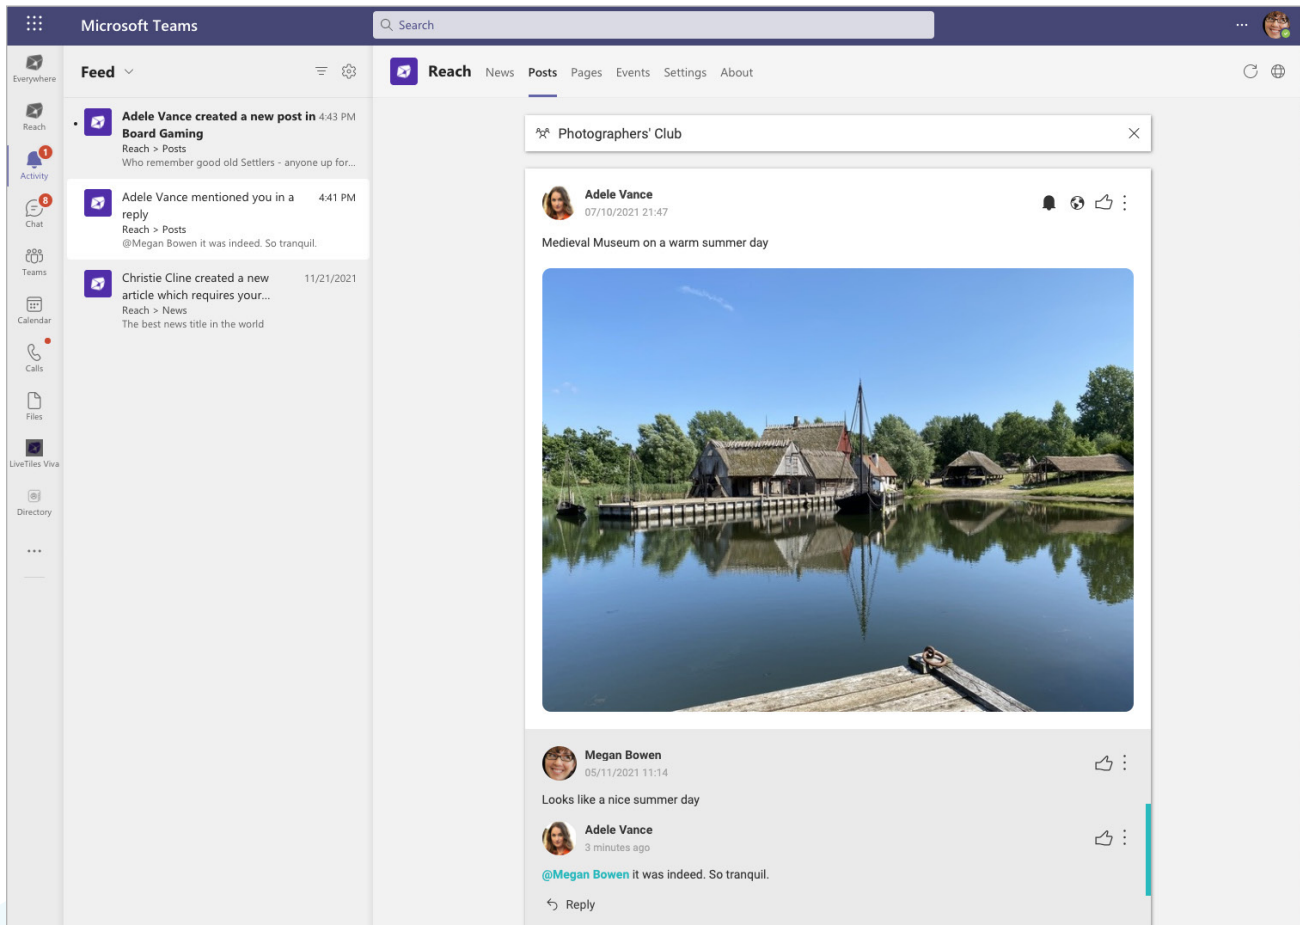 Microsoft Teams
Search
Everywhere
Reach
1
Activity
8
Chat
Teams
Calendar
Calls
Files
LiveTiles Viva
Directory
Feed
Adele Vance created a new post in 4:43 PM
Board Gaming
Reach > Posts
Who remember good old Settlers - anyone up for...
Adele Vance mentioned you in a 4:41 PM
reply
Reach > Posts
@Megan Bowen it was indeed. So tranquil.
Christie Cline created a new 11/21/2021
article which requires your...
Reach > News
The best news title in the world
Reach News Posts Pages Events Settings About
Photographers' Club
Adele Vance
07/10/2021 21:47
Medieval Museum on a warm summer day
Megan Bowen
05/11/2021 11:14
Looks like a nice summer day
Adele Vance
3 minutes ago
@Megan Bowen it was indeed. So tranquil.
Reply